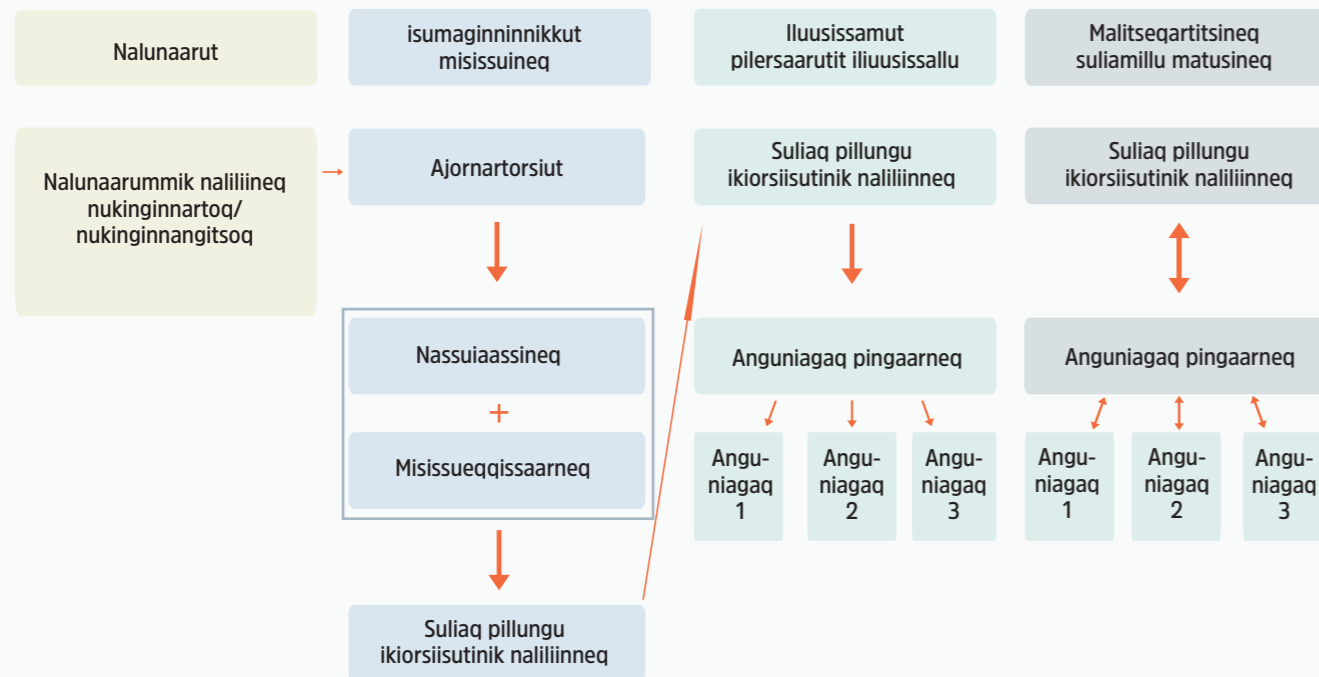 Nalunaarut
isumaginninnikkut
misissuineq
Iluusissamut
pilersaarutit iliuusissallu
Malitseqartitsineq
suliamillu matusineq
Nalunaarummik naliliineq
nukinginnartoq/
nukinginnangitsoq
Ajornartorsiut
Nassuiaassineq
+
Misissueqqissaarneq
Suliaq pillungu
ikiorsiisutinik naliliinneq
Suliaq pillungu
ikiorsiisutinik naliliinneq
Anguniagaq pingaarneq
Angu-
niagaq
1
Angu-
niagaq
2
Angu-
niagaq
3
Suliaq pillungu
ikiorsiisutinik naliliinneq
Anguniagaq pingaarneq
Angu-
niagaq
1
Angu-
niagaq
2
Angu-
niagaq
3